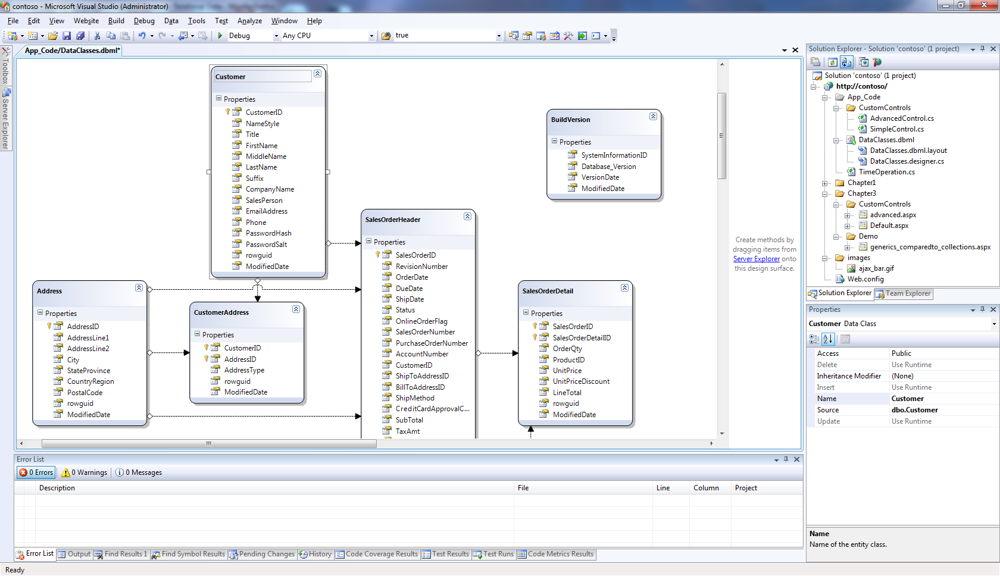 contoso - Microsoft Visual Studio (Administrator)
File Edit View Website Build Debug Data Tools Test Analyze Window Help
Debug Any CPU true
Toolbox
Server Explorer
App_Code/DataClasses.dbml*
Customer
Properties
CustomerID
NameStyle
Title
FirstName
MiddleName
LastName
Suffix
CompanyName
SalesPerson
EmailAddress
Phone
PasswordHash
PasswordSalt
rowguid
ModifiedDate
BuildVersion
Properties
SystemInformationID
Database_Version
VersionDate
ModifiedDate
Address
Properties
AddressID
AddressLine1
AddressLine2
City
StateProvince
CountryRegion
PostalCode
rowguid
ModifiedDate
CustomerAddress
Properties
CustomerID
AddressID
AddressType
rowguid
ModifiedDate
SalesOrderHeader
Properties
SalesOrderID
RevisionNumber
OrderDate
DueDate
ShipDate
Status
OnlineOrderFlag
SalesOrderNumber
PurchaseOrderNumber
AccountNumber
CustomerID
ShipToAddressID
BillToAddressID
ShipMethod
CreditCardApprovalC...
SubTotal
TaxAmt
SalesOrderDetail
Properties
SalesOrderID
SalesOrderDetailID
OrderQty
ProductID
UnitPrice
UnitPriceDiscount
LineTotal
rowguid
ModifiedDate
Create methods by
dragging items from
Server Explorer onto
this design surface.
Solution Explorer - Solution 'contoso' (1 project)
Solution 'contoso' (1 project)
http://contoso/
App_Code
CustomControls
AdvancedControl.cs
SimpleControl.cs
DataClasses.dbml
DataClasses.dbml.layout
DataClasses.designer.cs
TimeOperation.cs
Chapter1
Chapter3
CustomControls
advanced.aspx
Default.aspx
Demo
generics_comparedto_collections.aspx
images
ajax_bar.gif
Web.config
Solution Explorer Team Explorer
Properties
Customer Data Class
Access Public
Delete Use Runtime
Inheritance Modifier (None)
Insert Use Runtime
Name Customer
Source dbo.Customer
Update Use Runtime
Name
Name of the entity class.
Error List
0 Errors 0 Warnings 0 Messages
Description File Line Column Project
Error List Output Find Results 1 Find Symbol Results Pending Changes History Code Coverage Results Test Results Test Runs Code Metrics Results
Ready